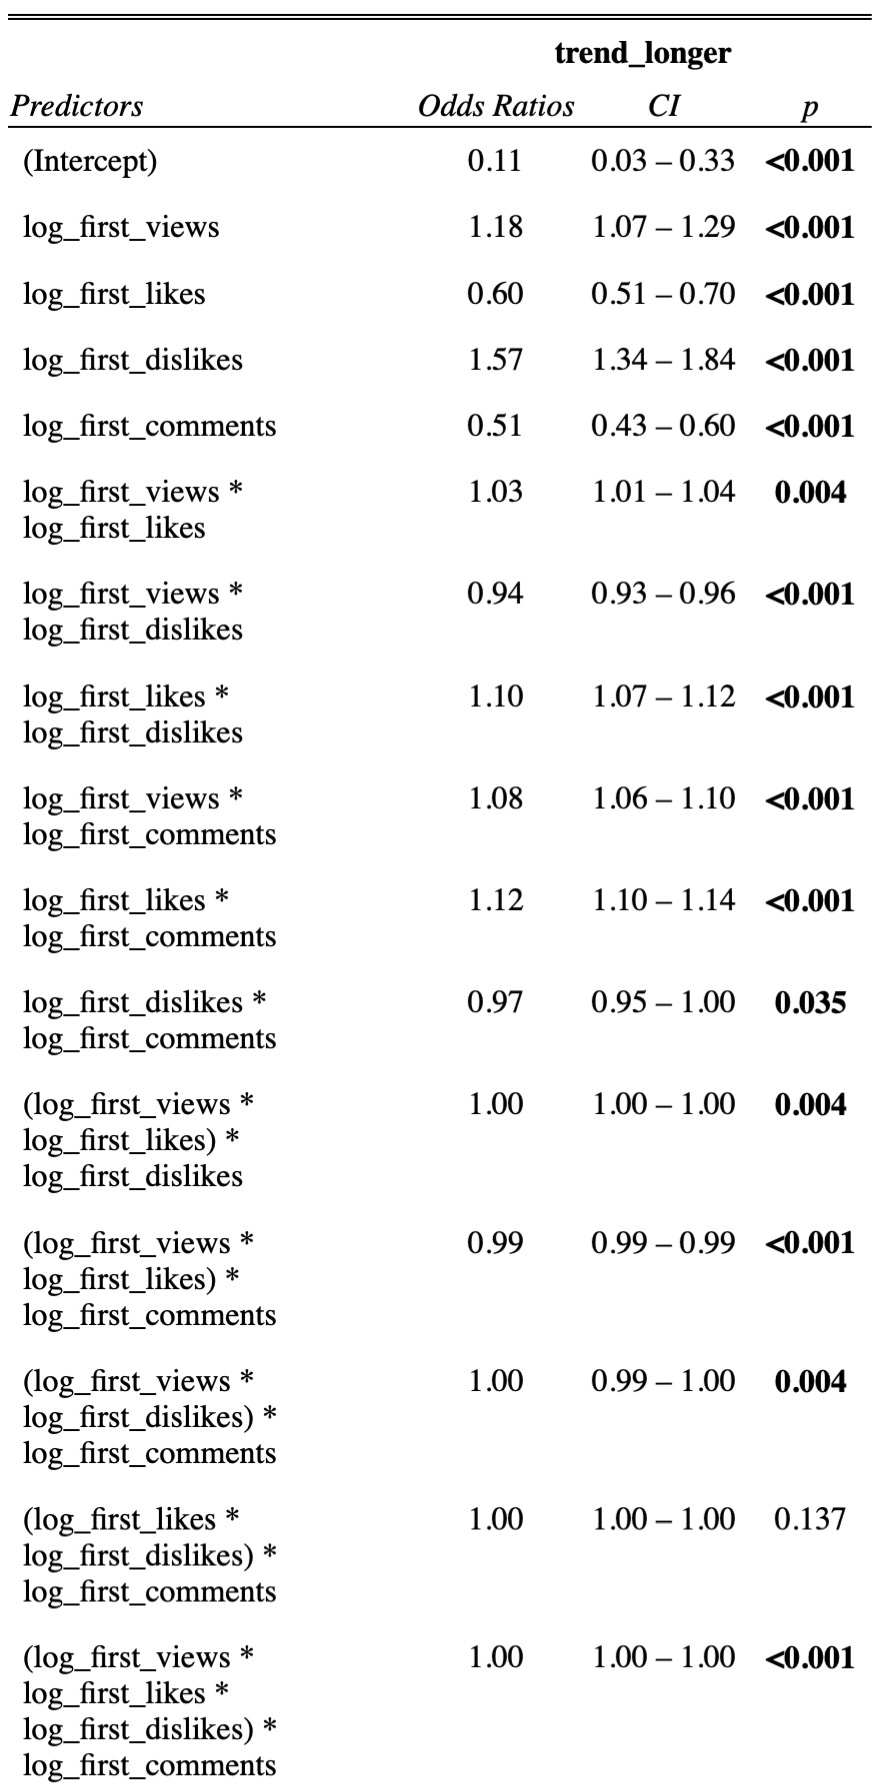 trend_longer
Predictors Odds Ratios CI p
(Intercept) 0.11 0.03 – 0.33 <0.001
log_first_views 1.18 1.07 – 1.29 <0.001
log_first_likes 0.60 0.51 – 0.70 <0.001
log_first_dislikes 1.57 1.34 – 1.84 <0.001
log_first_comments 0.51 0.43 – 0.60 <0.001
log_first_views * 1.03 1.01 – 1.04 0.004
log_first_likes
log_first_views * 0.94 0.93 – 0.96 <0.001
log_first_dislikes
log_first_likes * 1.10 1.07 – 1.12 <0.001
log_first_dislikes
log_first_views * 1.08 1.06 – 1.10 <0.001
log_first_comments
log_first_likes * 1.12 1.10 – 1.14 <0.001
log_first_comments
log_first_dislikes * 0.97 0.95 – 1.00 0.035
log_first_comments
(log_first_views * 1.00 1.00 – 1.00 0.004
log_first_likes) *
log_first_dislikes
(log_first_views * 0.99 0.99 – 0.99 <0.001
log_first_likes) *
log_first_comments
(log_first_views * 1.00 0.99 – 1.00 0.004
log_first_dislikes) *
log_first_comments
(log_first_likes * 1.00 1.00 – 1.00 0.137
log_first_dislikes) *
log_first_comments
(log_first_views * 1.00 1.00 – 1.00 <0.001
log_first_likes *
log_first_dislikes) *
log_first_comments